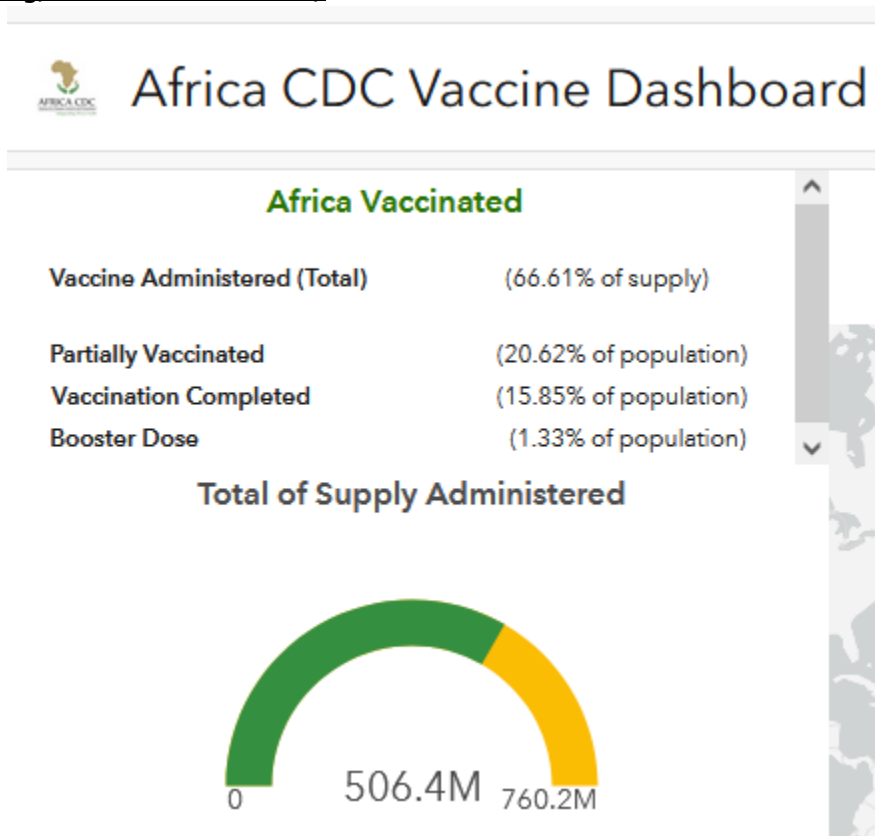 AFRICA CDC
Africa CDC Vaccine Dashboard
Africa Vaccinated
Vaccine Administered (Total) (66.61% of supply)
Partially Vaccinated (20.62% of population)
Vaccination Completed (15.85% of population)
Booster Dose (1.33% of population)
Total of Supply Administered
0 506.4M 760.2M